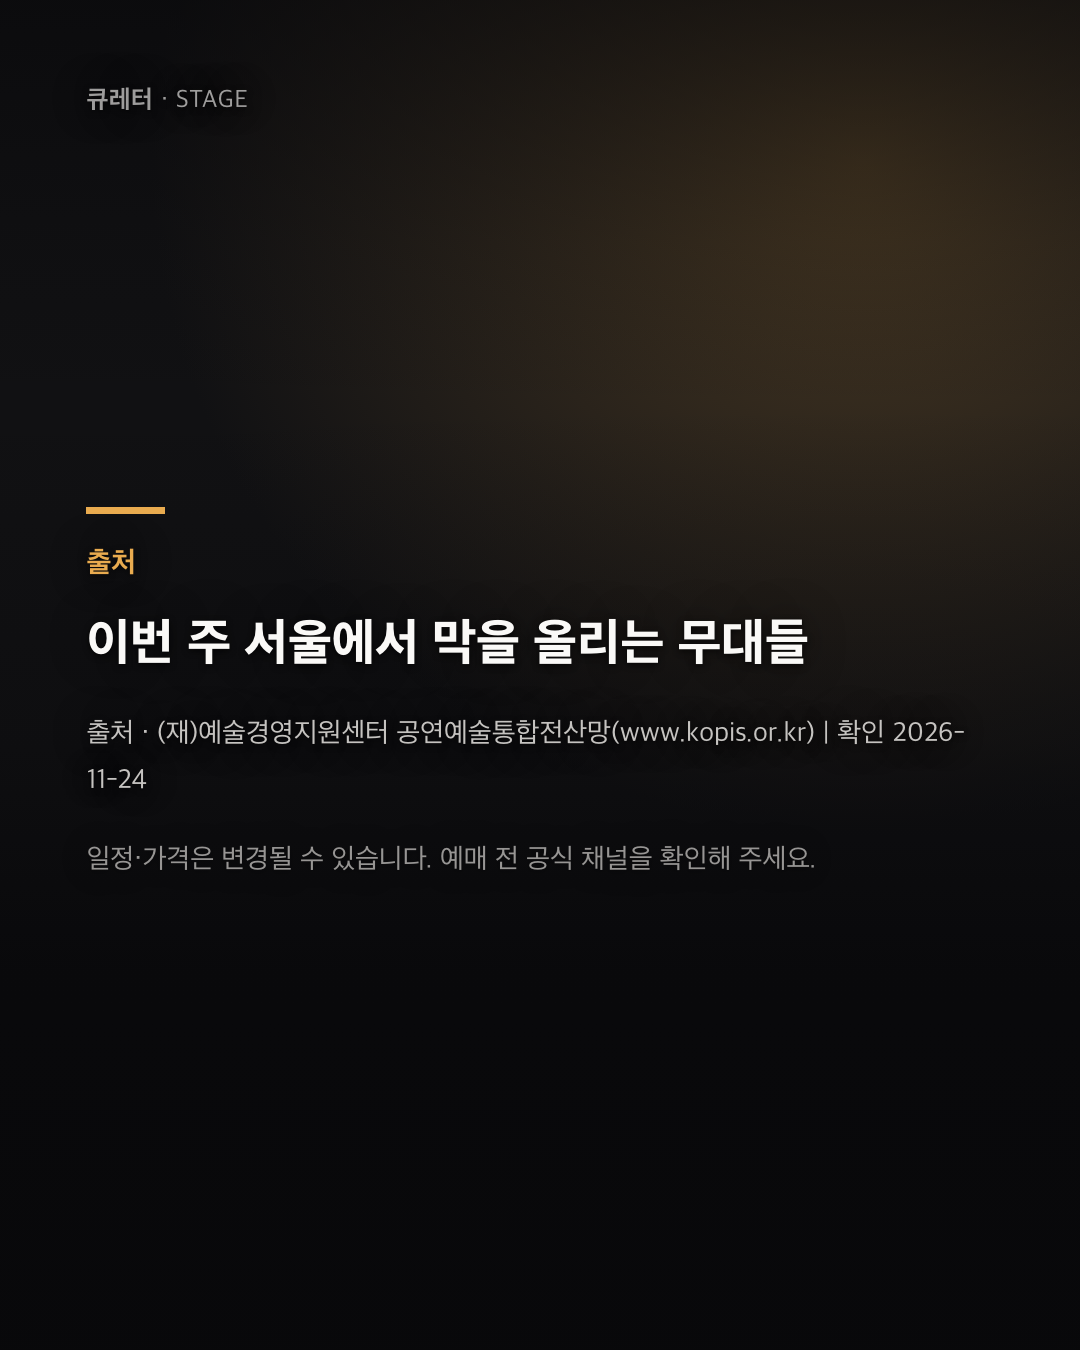 큐레터 · STAGE
출처
이번 주 서울에서 막을 올리는 무대들
출처 · (재)예술경영지원센터 공연예술통합전산망(www.kopis.or.kr) | 확인 2026-
11-24
일정·가격은 변경될 수 있습니다. 예매 전 공식 채널을 확인해 주세요.